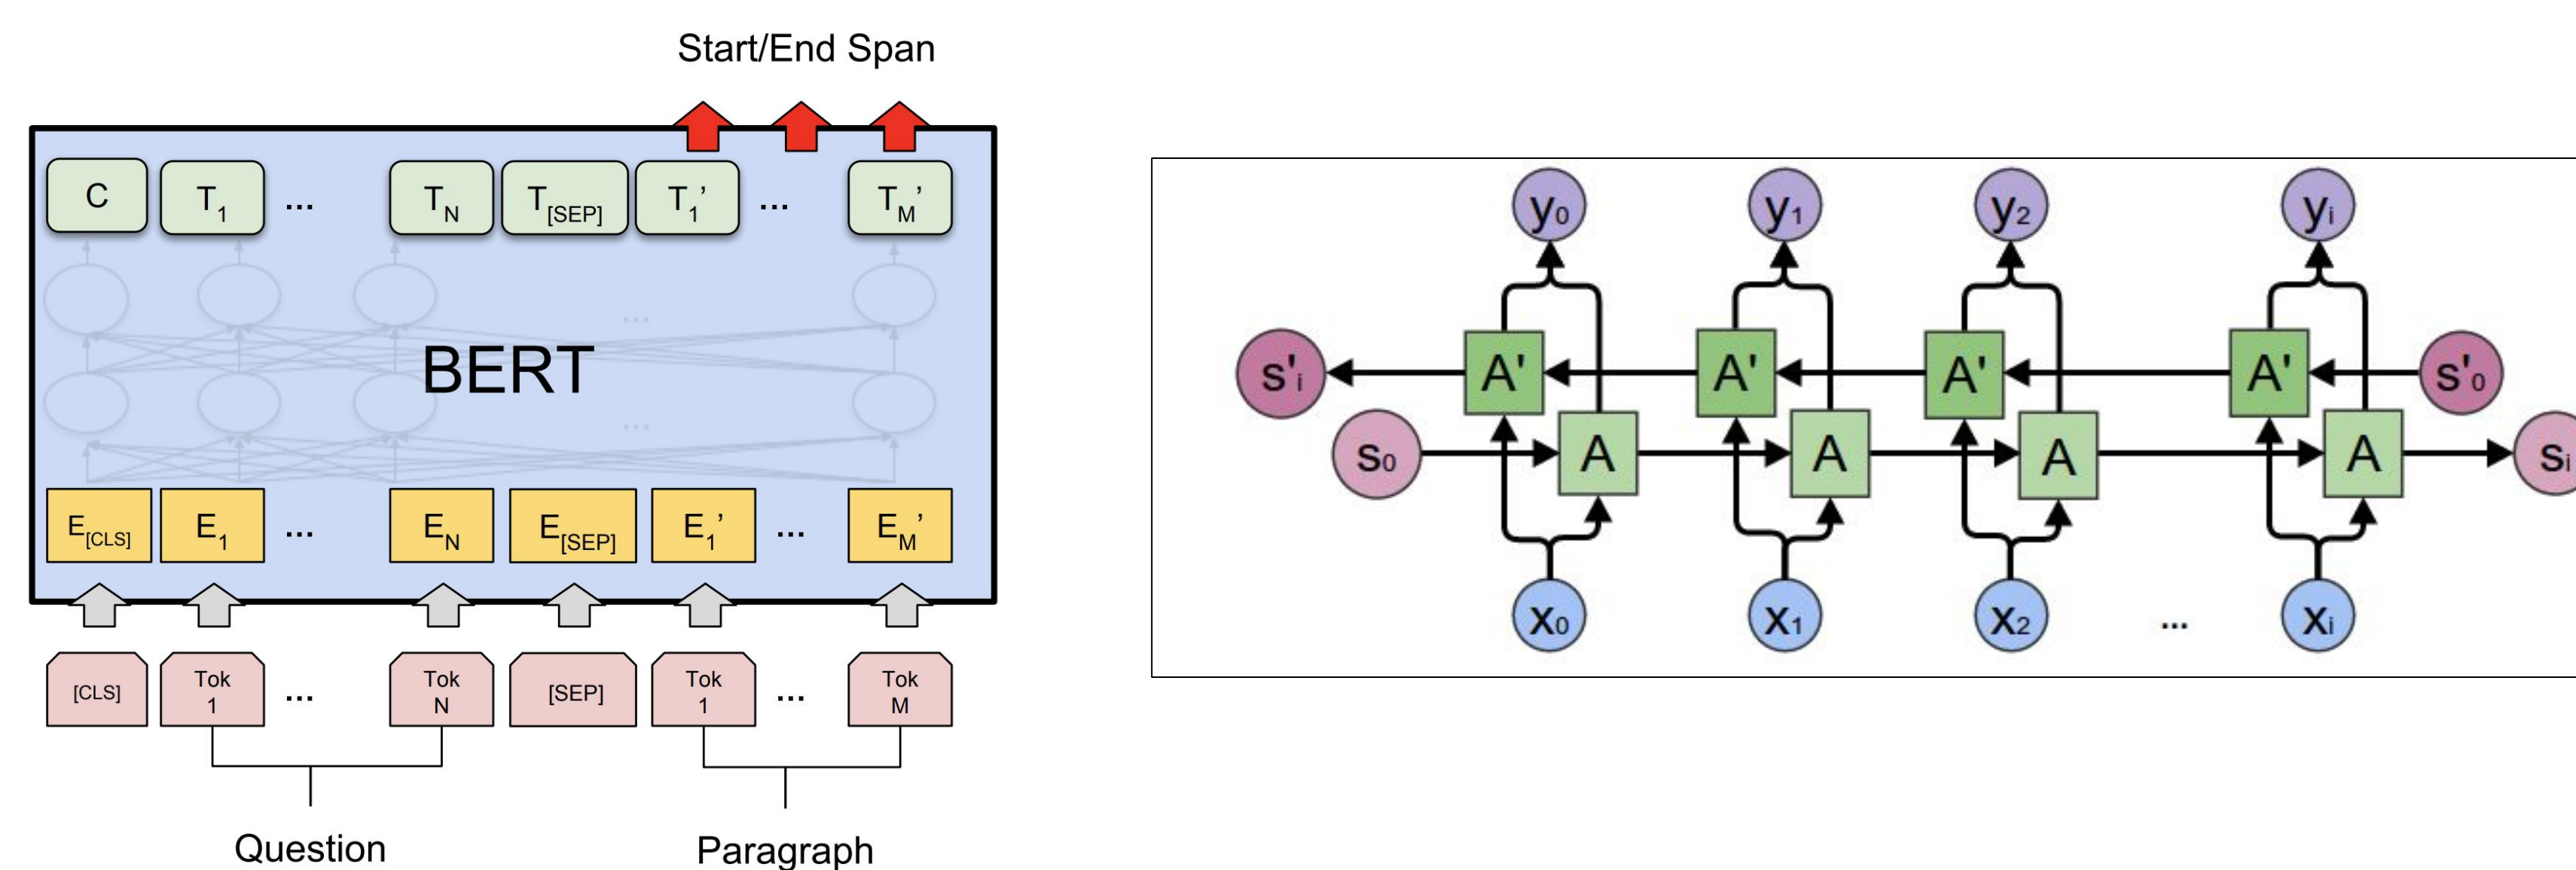 Start/End Span
C T1 ... TN T[SEP] T1’ ... TM’
...
BERT
...
E[CLS] E1 ... EN E[SEP] E1’ ... EM’
[CLS] Tok 1 ... Tok N [SEP] Tok 1 ... Tok M
Question Paragraph
y0 y1 y2 yi
s'i A' A' A' A' s'0
s0 A A A A si
x0 x1 x2 ... xi